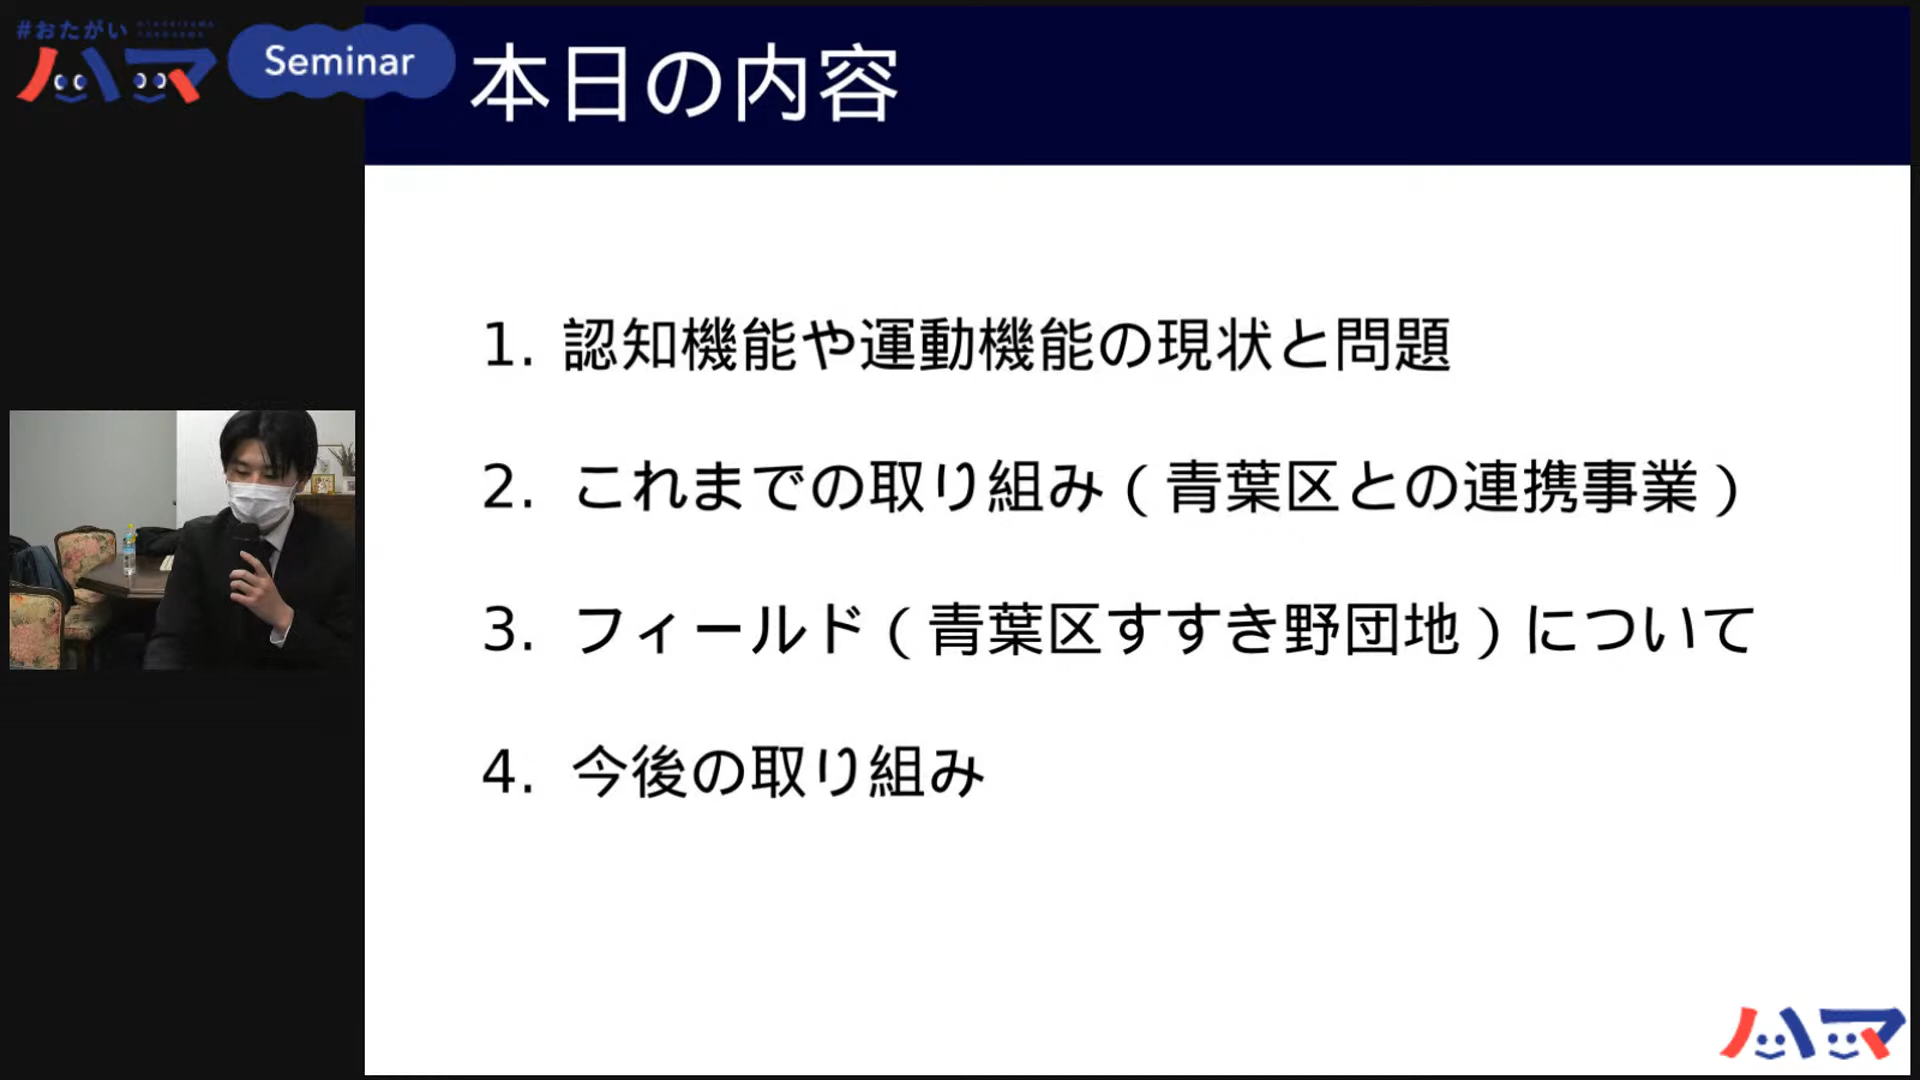 #おたがい
ハマ
Seminar
本日の内容
1. 認知機能や運動機能の現状と問題
2. これまでの取り組み（青葉区との連携事業）
3. フィールド（青葉区すすき野団地）について
4. 今後の取り組み
ハマ